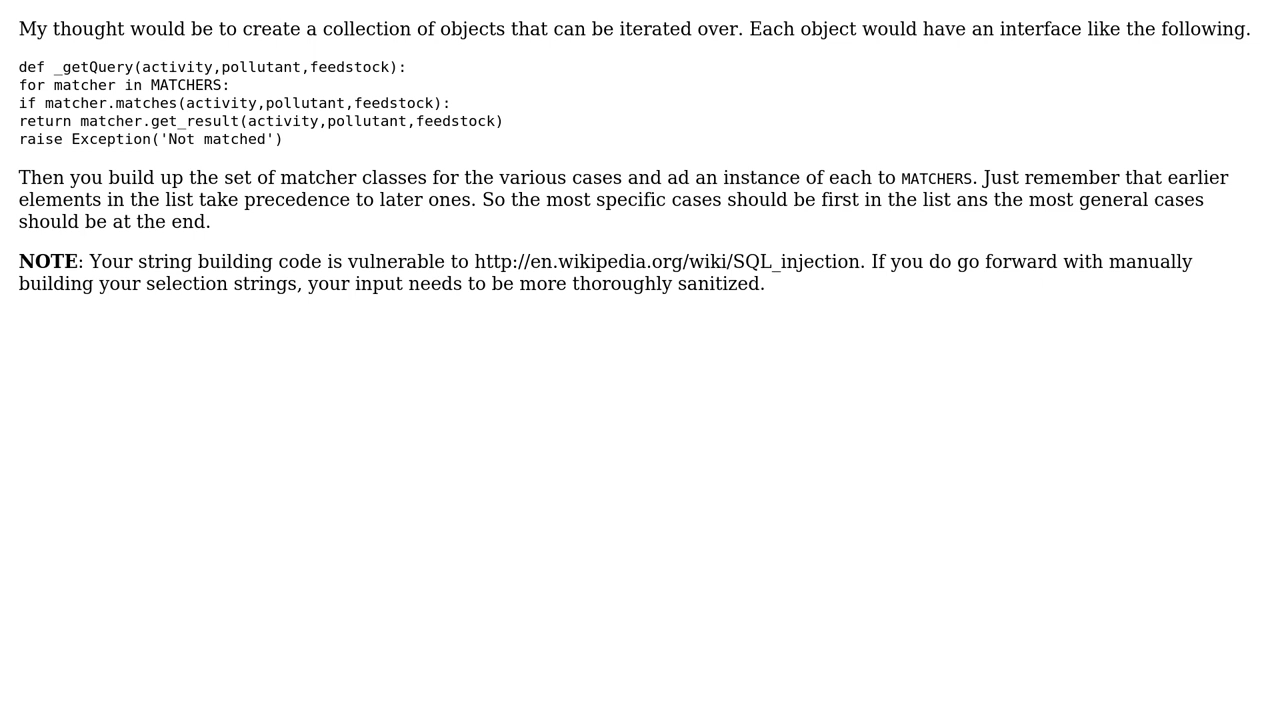 My thought would be to create a collection of objects that can be iterated over. Each object would have an interface like the following.
def _getQuery(activity,pollutant,feedstock):
for matcher in MATCHERS:
if matcher.matches(activity,pollutant,feedstock):
return matcher.get_result(activity,pollutant,feedstock)
raise Exception('Not matched')
Then you build up the set of matcher classes for the various cases and ad an instance of each to MATCHERS. Just remember that earlier
elements in the list take precedence to later ones. So the most specific cases should be first in the list ans the most general cases
should be at the end.
NOTE: Your string building code is vulnerable to http://en.wikipedia.org/wiki/SQL_injection. If you do go forward with manually
building your selection strings, your input needs to be more thoroughly sanitized.